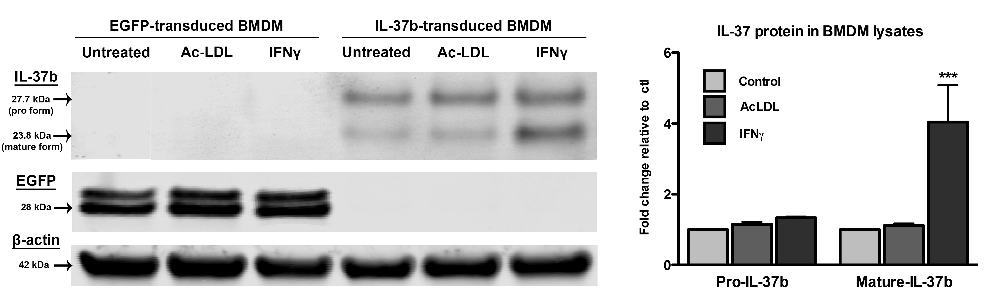 EGFP-transduced BMDM
IL-37b-transduced BMDM
Untreated
Ac-LDL
IFNγ
Untreated
Ac-LDL
IFNγ
IL-37b
27.7 kDa
(pro form)
23.8 kDa
(mature form)
EGFP
28 kDa
β-actin
42 kDa
IL-37 protein in BMDM lysates
Fold change relative to ctl
6
4
2
0
Control
AcLDL
IFNγ
***
Pro-IL-37b
Mature-IL-37b